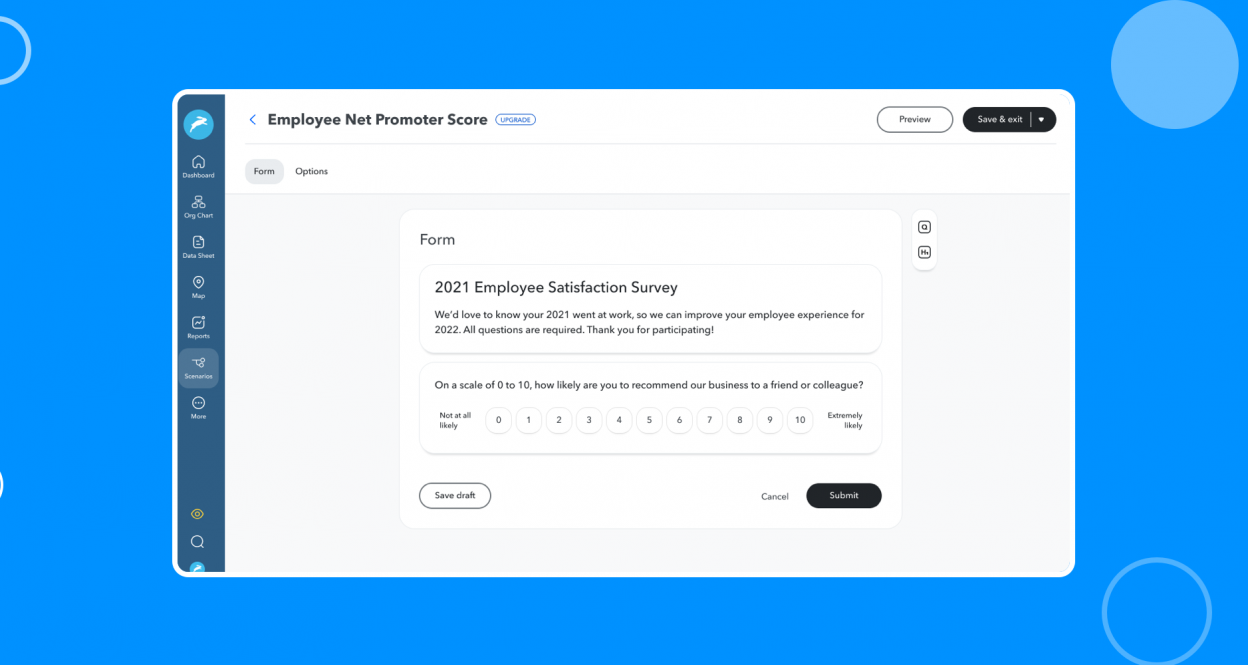 Employee Net Promoter Score
UPGRADE
Preview
Save & exit
Dashboard
Org Chart
Data Sheet
Map
Reports
Scenarios
More
Form
Options
Form
Q
H1
2021 Employee Satisfaction Survey
We'd love to know your 2021 went at work, so we can improve your employee experience for
2022. All questions are required. Thank you for participating!
On a scale of 0 to 10, how likely are you to recommend our business to a friend or colleague?
Not at all
likely
0 1 2 3 4 5 6 7 8 9 10
Extremely
likely
Save draft
Cancel
Submit